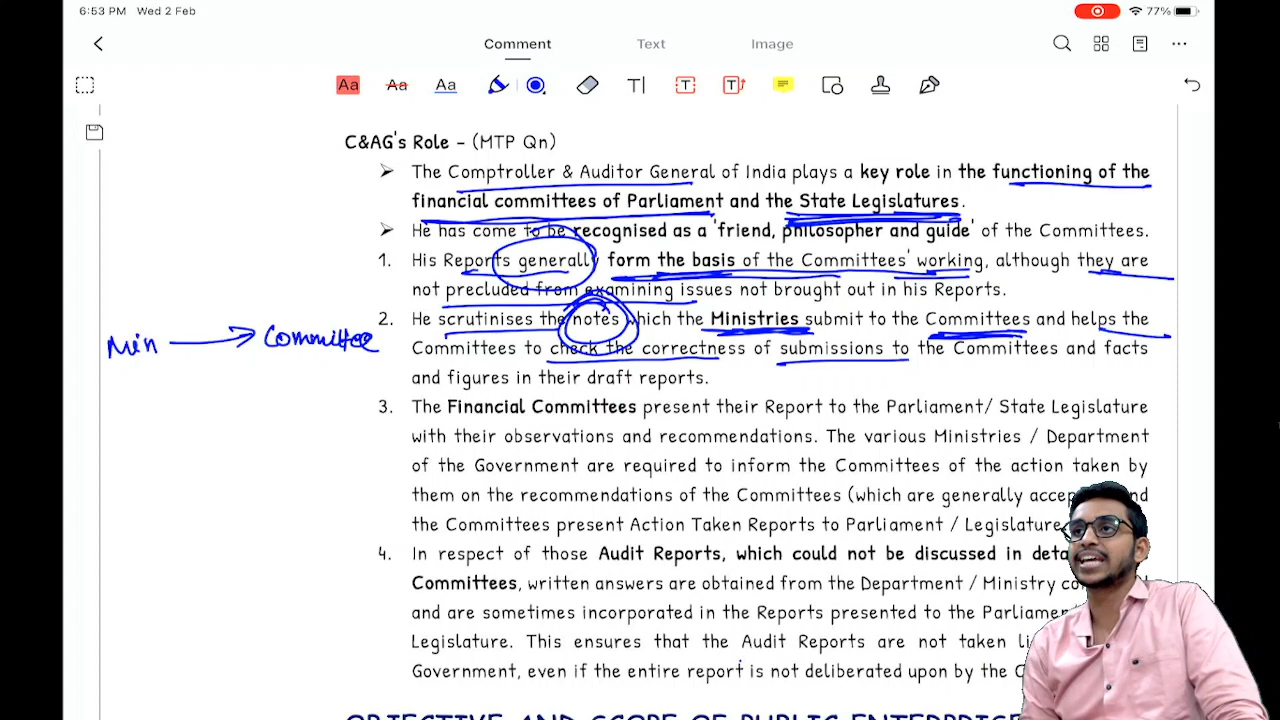 6:53 PM Wed 2 Feb
77%
Comment Text Image
Aa Aa Aa T T T
C&AG's Role - (MTP Qn)
➤ The Comptroller & Auditor General of India plays a key role in the functioning of the
financial committees of Parliament and the State Legislatures.
➤ He has come to be recognised as a 'friend, philosopher and guide' of the Committees.
1. His Reports generally form the basis of the Committees' working, although they are
not precluded from examining issues not brought out in his Reports.
2. He scrutinises the notes which the Ministries submit to the Committees and helps the
Min → Committee
Committees to check the correctness of submissions to the Committees and facts
and figures in their draft reports.
3. The Financial Committees present their Report to the Parliament/ State Legislature
with their observations and recommendations. The various Ministries / Department
of the Government are required to inform the Committees of the action taken by
them on the recommendations of the Committees (which are generally
the Committees present Action Taken Reports to Parliament / Legislature
4. In respect of those Audit Reports, which could not be discussed in
Committees, written answers are obtained from the Department / Ministry
and are sometimes incorporated in the Reports presented to the
Legislature. This ensures that the Audit Reports are not taken
Government, even if the entire report is not deliberated upon by the
OBJECTIVE AND SCOPE OF PUBLIC ENTERPRISE